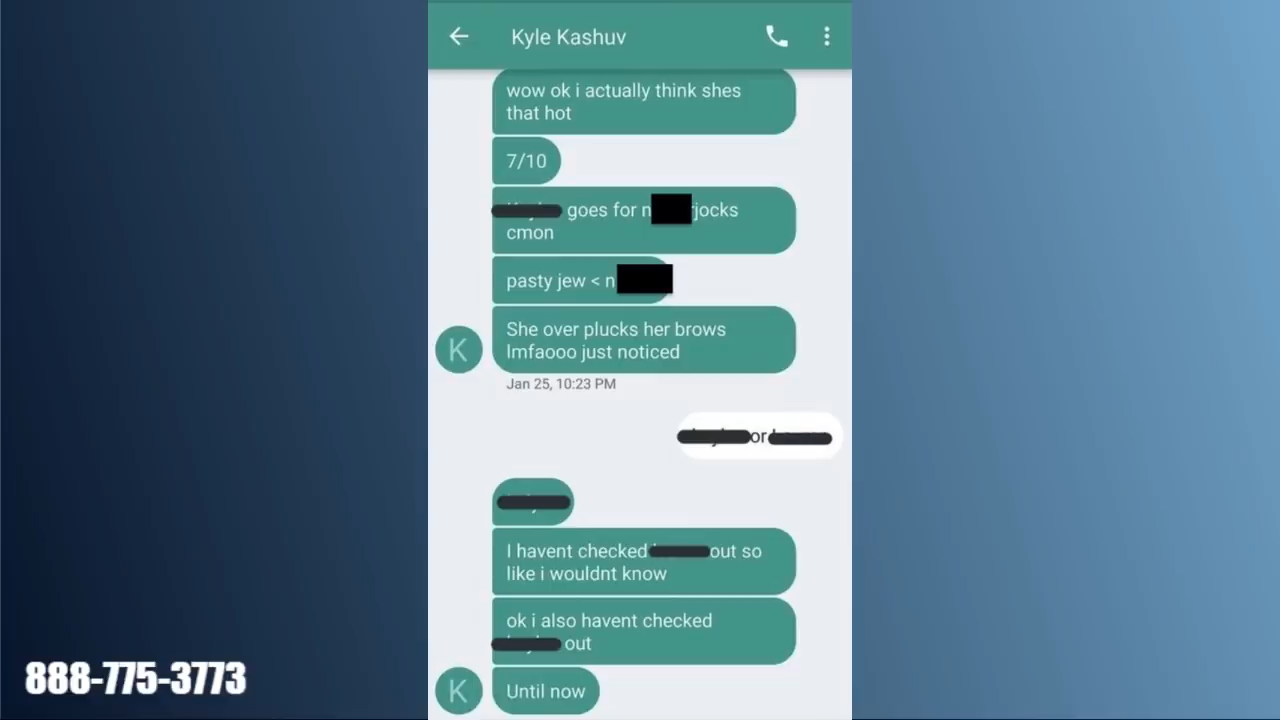 Kyle Kashuv
wow ok i actually think shes
that hot
7/10
goes for n rjocks
cmon
pasty jew < n
She over plucks her brows
lmfaooo just noticed
K
Jan 25, 10:23 PM
or
I havent checked out so
like i wouldnt know
ok i also havent checked
out
Until now
K
888-775-3773